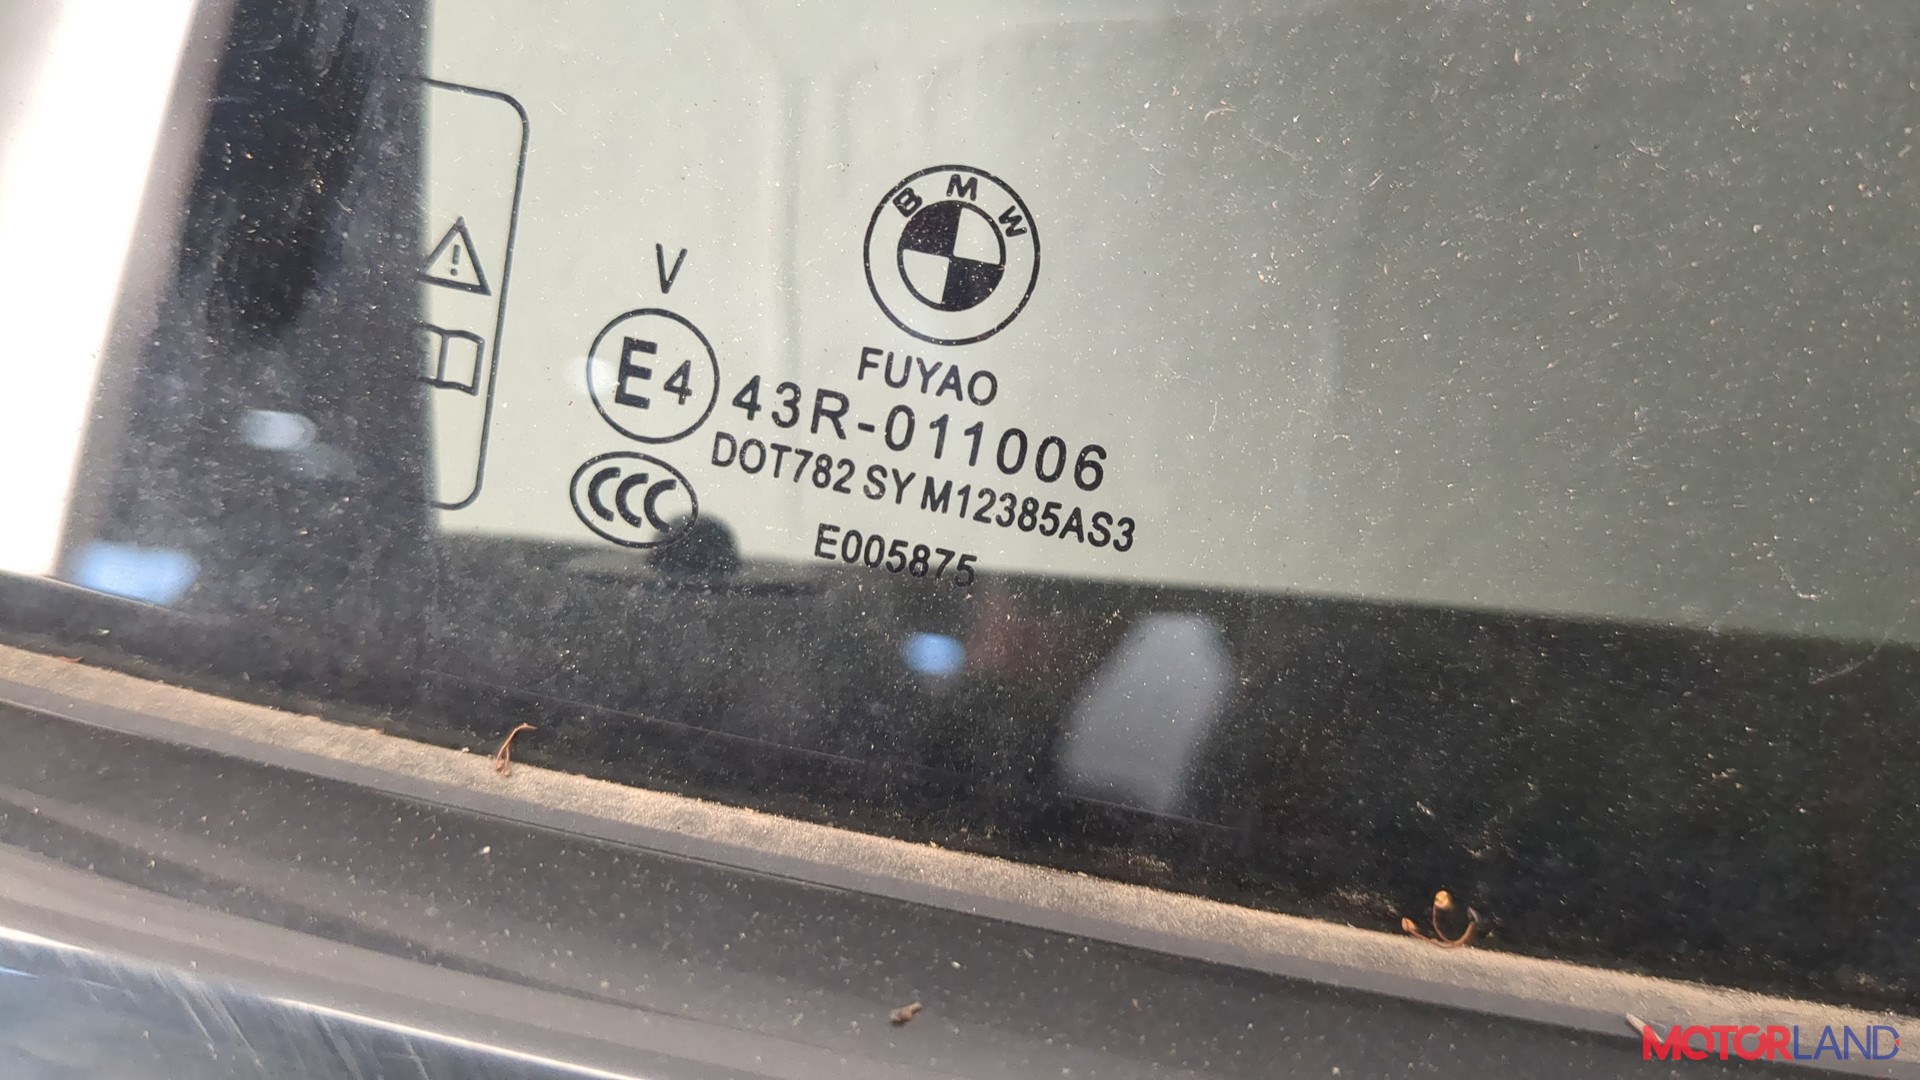 BMW
FUYAO
V
E4 43R-011006
DOT782 SY M12385AS3
CCC
E005875
MOTORLAND